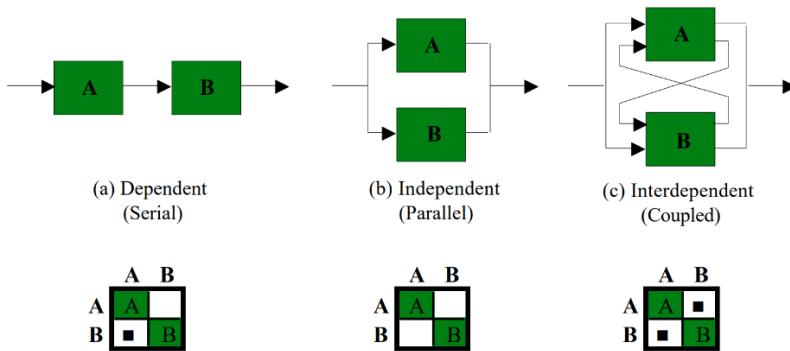 A
B
A
B
A
B
(a) Dependent
(Serial)
(b) Independent
(Parallel)
(c) Interdependent
(Coupled)
A B
A A
B B
A B
A A
B B
A B
A A
B B